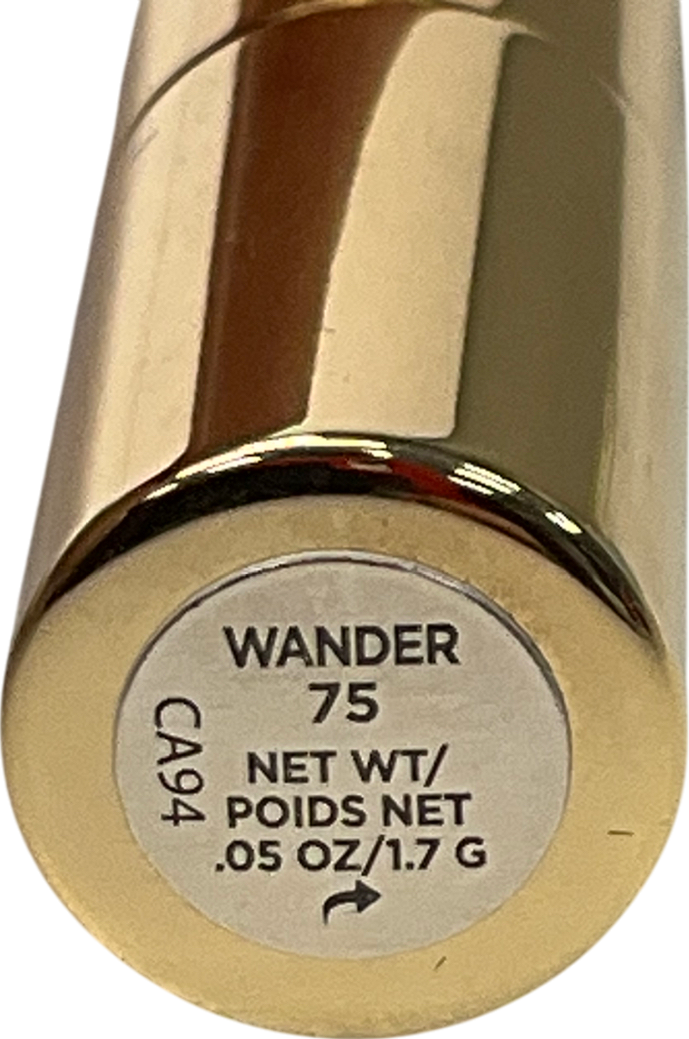 WANDER
75
CA94
NET WT/
POIDS NET
.05 OZ/1.7 G